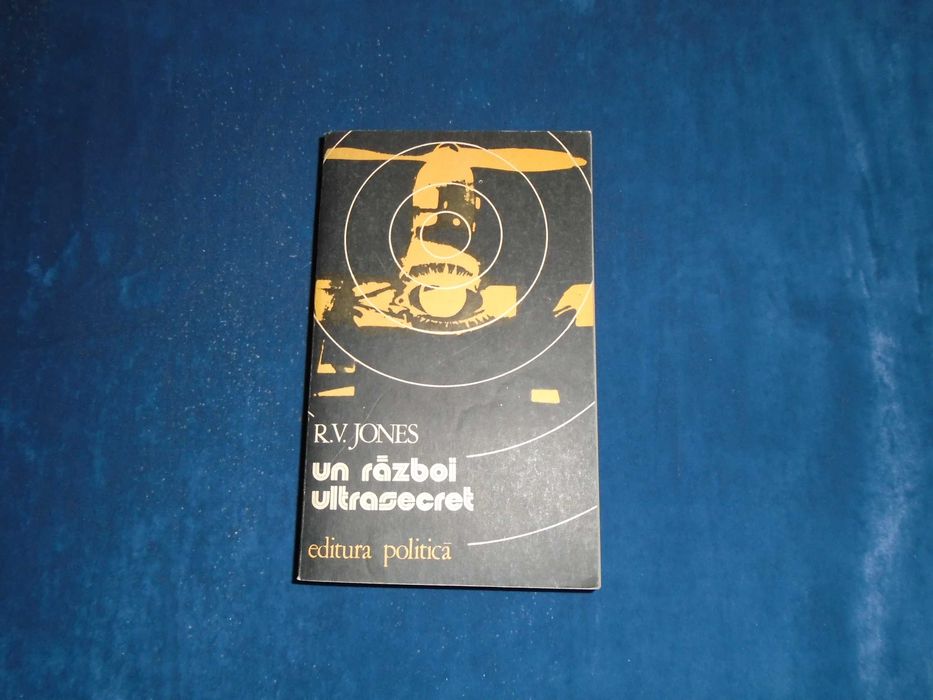 R.V. JONES
un război
ultrasecret
editura politică